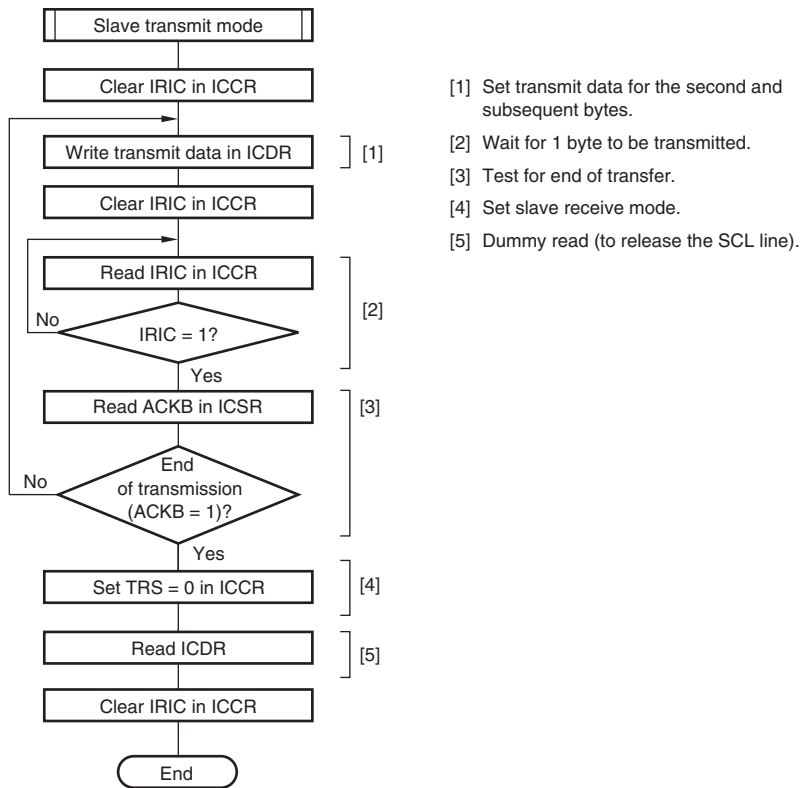 Slave transmit mode
Clear IRIC in ICCR
Write transmit data in ICDR
[1]
Clear IRIC in ICCR
Read IRIC in ICCR
[2]
No
IRIC = 1?
Yes
Read ACKB in ICSR
[3]
No
End
of transmission
(ACKB = 1)?
Yes
Set TRS = 0 in ICCR
[4]
Read ICDR
[5]
Clear IRIC in ICCR
End
[1] Set transmit data for the second and
subsequent bytes.
[2] Wait for 1 byte to be transmitted.
[3] Test for end of transfer.
[4] Set slave receive mode.
[5] Dummy read (to release the SCL line).